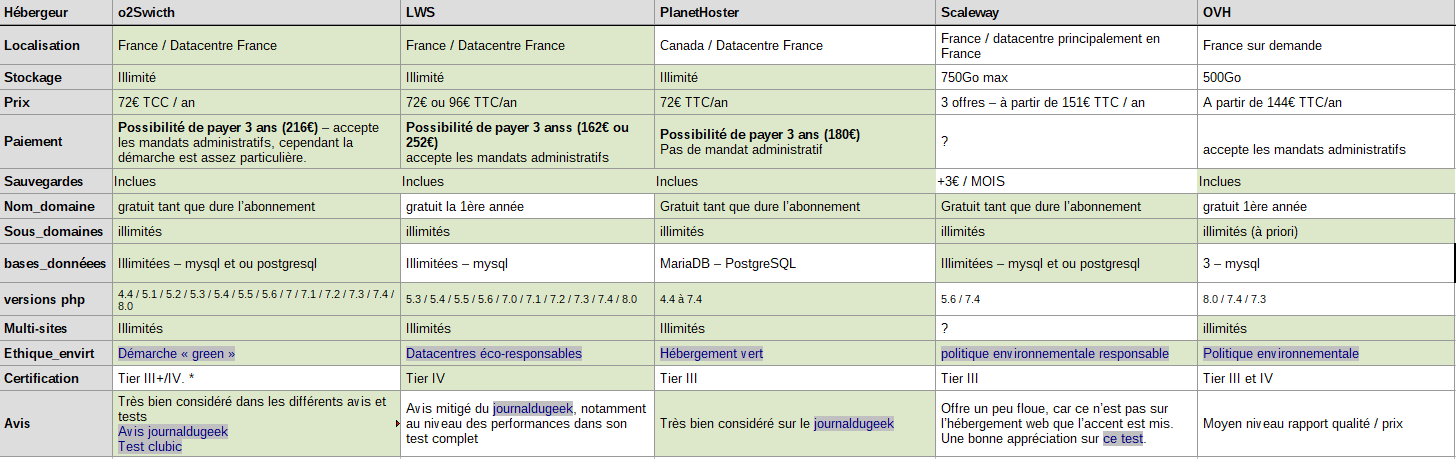 Hébergeur o2Swicth LWS PlanetHoster Scaleway OVH
Localisation France / Datacentre France France / Datacentre France Canada / Datacentre France France / datacentre principalement en France France sur demande
Stockage Illimité Illimité Illimité 750Go max 500Go
Prix 72€ TCC / an 72€ ou 96€ TTC/an 72€ TTC/an 3 offres – à partir de 151€ TTC / an A partir de 144€ TTC/an
Paiement
Possibilité de payer 3 ans (216€) – accepte
les mandats administratifs, cependant la
démarche est assez particulière.
Possibilité de payer 3 anss (162€ ou
252€)
accepte les mandats administratifs
Possibilité de payer 3 ans (180€)
Pas de mandat administratif
?
accepte les mandats administratifs
Sauvegardes Inclues Inclues Inclues +3€ / MOIS Inclues
Nom_domaine gratuit tant que dure l'abonnement gratuit la 1ère année Gratuit tant que dure l'abonnement Gratuit tant que dure l'abonnement gratuit 1ère année
Sous_domaines illimités illimités illimités illimités illimités (à priori)
bases_donnéees Illimitées – mysql et ou postgresql Illimitées – mysql MariaDB – PostgreSQL Illimitées – mysql et ou postgresql 3 – mysql
versions php
4.4 / 5.1 / 5.2 / 5.3 / 5.4 / 5.5 / 5.6 / 7 / 7.1 / 7.2 / 7.3 / 7.4 /
8.0
5.3 / 5.4 / 5.5 / 5.6 / 7.0 / 7.1 / 7.2 / 7.3 / 7.4 / 8.0
4.4 à 7.4
5.6 / 7.4
8.0 / 7.4 / 7.3
Multi-sites Illimités Illimités Illimités ? illimités
Ethique_envirt Démarche « green » Datacentres éco-responsables Hébergement vert politique environnementale responsable Politique environnementale
Certification Tier III+/IV. * Tier IV Tier III Tier III Tier III et IV
Avis
Très bien considéré dans les différents avis et
tests
Avis journaldugeek
Test clubic
Avis mitigé du journaldugeek, notamment
au niveau des performances dans son
test complet
Très bien considéré sur le journaldugeek
Offre un peu floue, car ce n'est pas sur
l'hébergement web que l'accent est mis.
Une bonne appréciation sur ce test.
Moyen niveau rapport qualité / prix